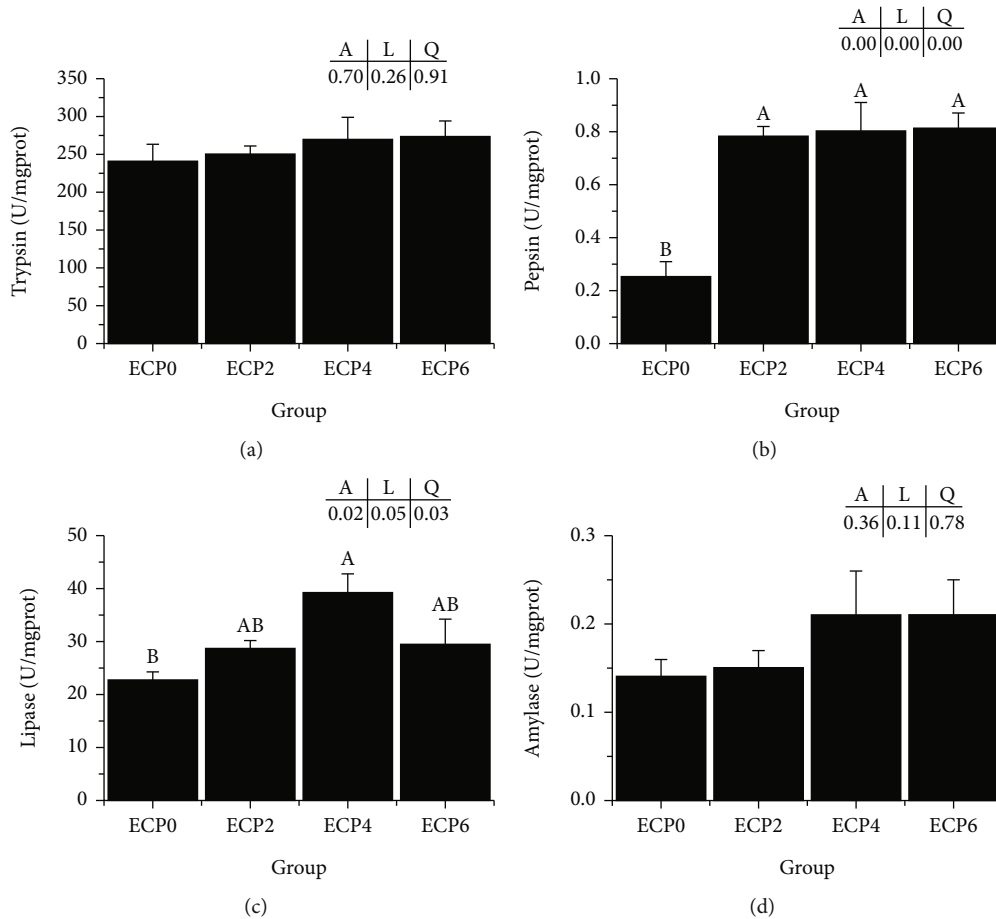 A L Q
0.70 0.26 0.91
350
300
250
200
150
100
50
0
Trypsin (U/mgprot)
ECP0 ECP2 ECP4 ECP6
Group
(a)
A L Q
0.00 0.00 0.00
1.0
0.8
0.6
0.4
0.2
0.0
Pepsin (U/mgprot)
B A A A
ECP0 ECP2 ECP4 ECP6
Group
(b)
A L Q
0.02 0.05 0.03
50
40
30
20
10
0
Lipase (U/mgprot)
B AB A AB
ECP0 ECP2 ECP4 ECP6
Group
(c)
A L Q
0.36 0.11 0.78
0.3
0.2
0.1
0.0
Amylase (U/mgprot)
ECP0 ECP2 ECP4 ECP6
Group
(d)